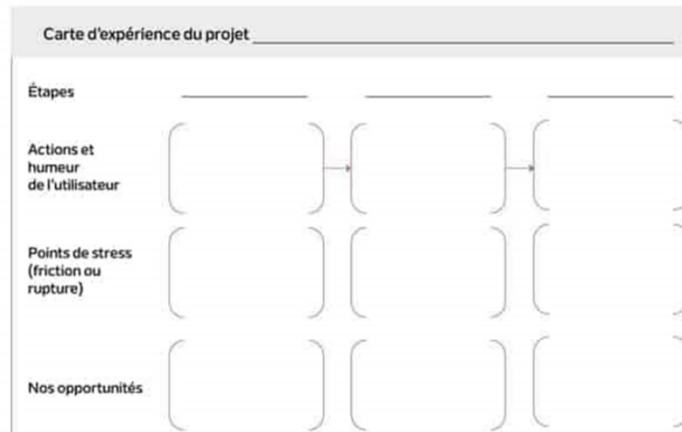 Carte d'expérience du projet
Étapes
Actions et
humeur
de l'utilisateur
Points de stress
(friction ou
rupture)
Nos opportunités